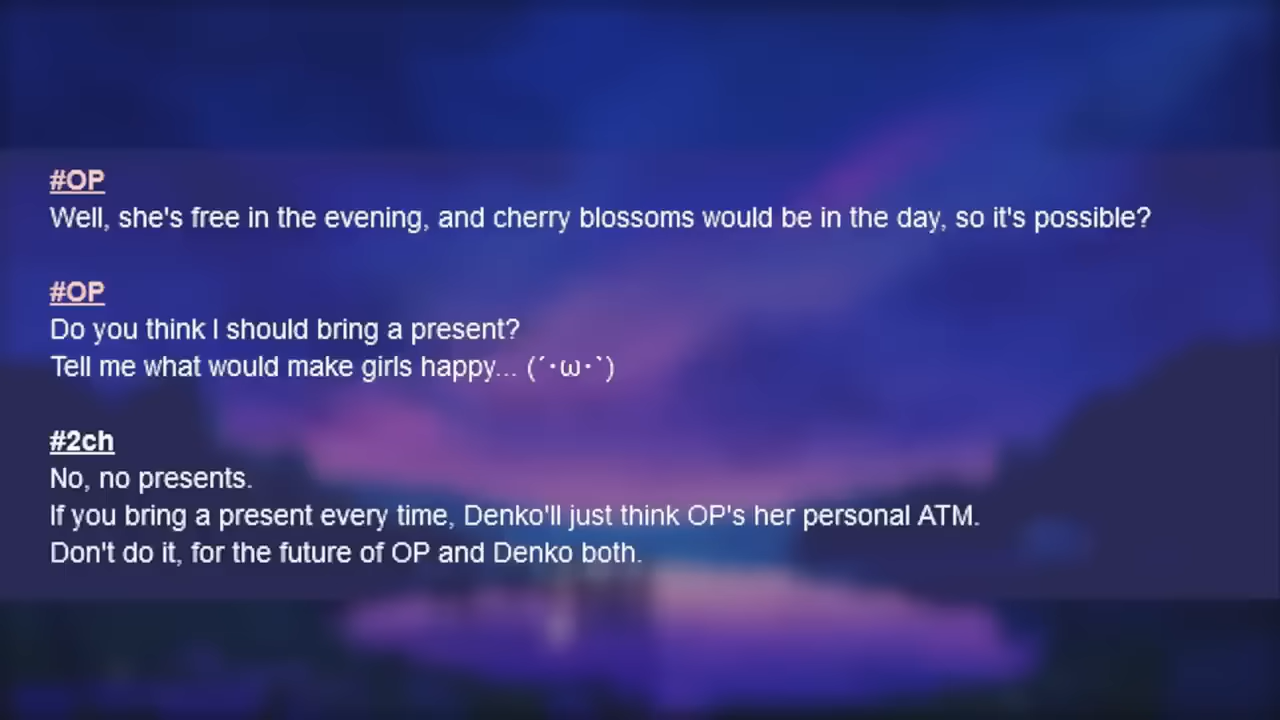 #OP
Well, she's free in the evening, and cherry blossoms would be in the day, so it's possible?
#OP
Do you think I should bring a present?
Tell me what would make girls happy... (´･ω･`)
#2ch
No, no presents.
If you bring a present every time, Denko'll just think OP's her personal ATM.
Don't do it, for the future of OP and Denko both.